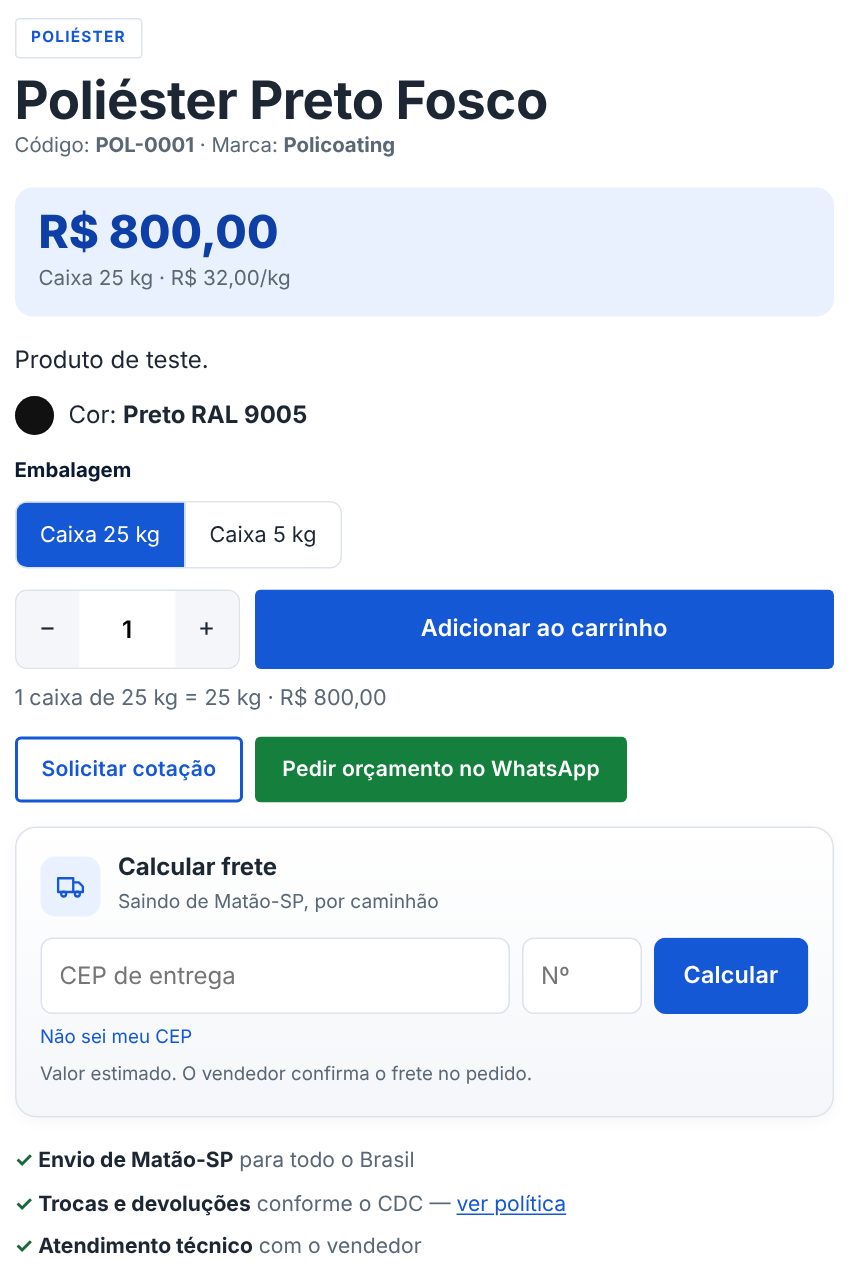 POLIÉSTER
Poliéster Preto Fosco
Código: POL-0001 · Marca: Policoating
R$ 800,00
Caixa 25 kg · R$ 32,00/kg
Produto de teste.
Cor: Preto RAL 9005
Embalagem
Caixa 25 kg Caixa 5 kg
− 1 + Adicionar ao carrinho
1 caixa de 25 kg = 25 kg · R$ 800,00
Solicitar cotação Pedir orçamento no WhatsApp
Calcular frete
Saindo de Matão-SP, por caminhão
CEP de entrega Nº Calcular
Não sei meu CEP
Valor estimado. O vendedor confirma o frete no pedido.
✓ Envio de Matão-SP para todo o Brasil
✓ Trocas e devoluções conforme o CDC — ver política
✓ Atendimento técnico com o vendedor